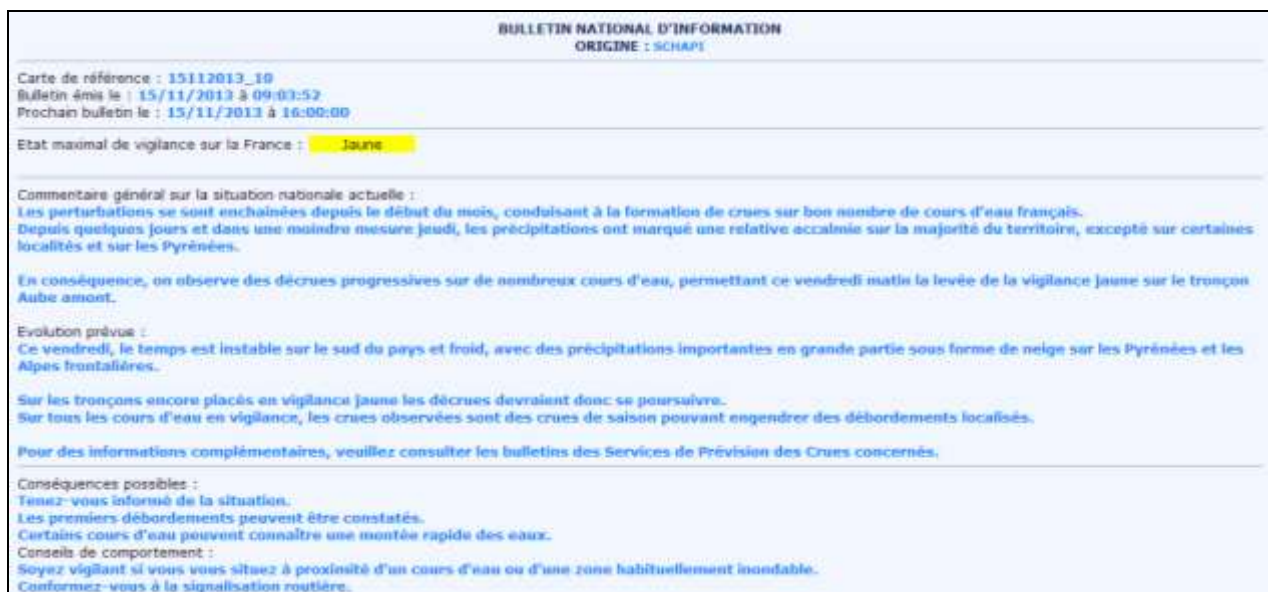 BULLETIN NATIONAL D'INFORMATION
ORIGINE : SCHAPI
Carte de référence : 15112013_10
Bulletin émis le : 15/11/2013 à 09:03:52
Prochain bulletin le : 15/11/2013 à 16:00:00
Etat maximal de vigilance sur la France : Jaune
Commentaire général sur la situation nationale actuelle :
Les perturbations se sont enchainées depuis le début du mois, conduisant à la formation de crues sur bon nombre de cours d'eau français.
Depuis quelques jours et dans une moindre mesure jeudi, les précipitations ont marqué une relative accalmie sur la majorité du territoire, excepté sur certaines
localités et sur les Pyrénées.
En conséquence, on observe des décrues progressives sur de nombreux cours d'eau, permettant ce vendredi matin la levée de la vigilance jaune sur le tronçon
Aube amont.
Evolution prévue :
Ce vendredi, le temps est instable sur le sud du pays et froid, avec des précipitations importantes en grande partie sous forme de neige sur les Pyrénées et les
Alpes frontalières.
Sur les tronçons encore placés en vigilance jaune les décrues devraient donc se poursuivre.
Sur tous les cours d'eau en vigilance, les crues observées sont des crues de saison pouvant engendrer des débordements localisés.
Pour des informations complémentaires, veuillez consulter les bulletins des Services de Prévision des Crues concernés.
Conséquences possibles :
Tenez-vous informé de la situation.
Les premiers débordements peuvent être constatés.
Certains cours d'eau peuvent connaître une montée rapide des eaux.
Conseils de comportement :
Soyez vigilant si vous vous situez à proximité d'un cours d'eau ou d'une zone habituellement inondable.
Conformez-vous à la signalisation routière.